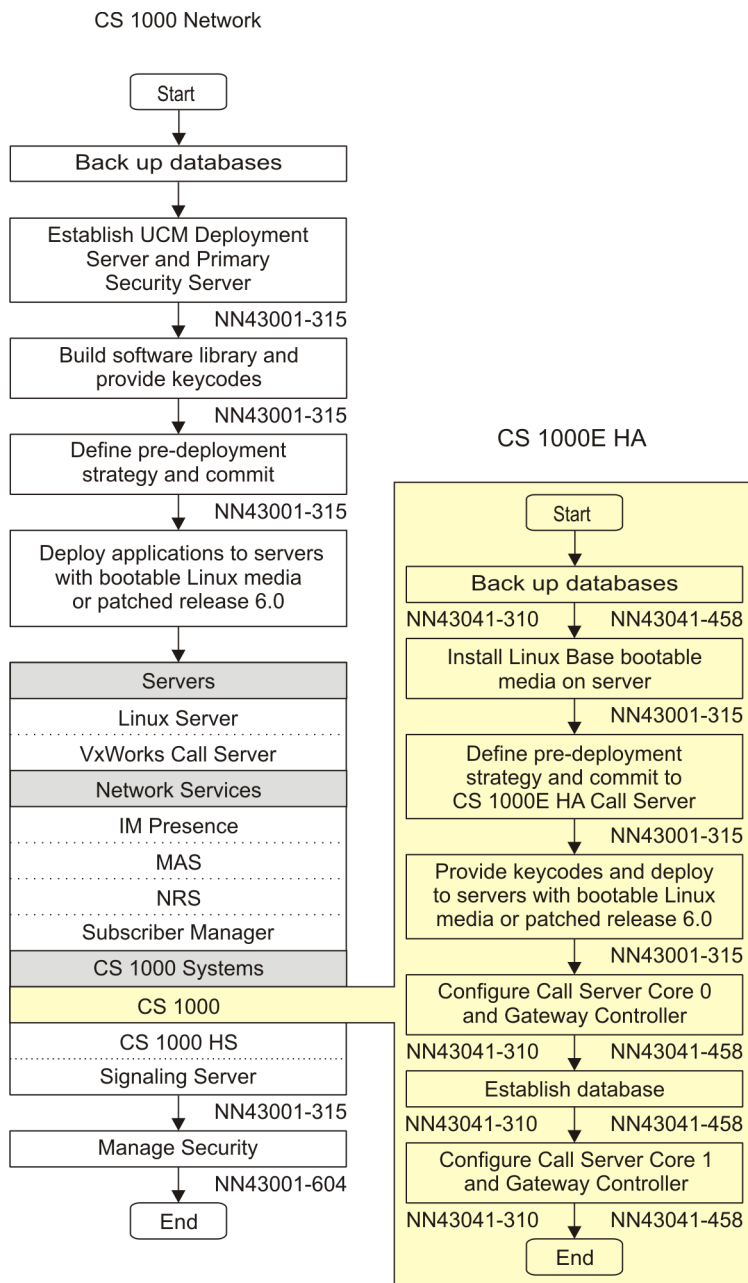 CS 1000 Network
Start
Back up databases
Establish UCM Deployment
Server and Primary
Security Server
NN43001-315
Build software library and
provide keycodes
NN43001-315
Define pre-deployment
strategy and commit
NN43001-315
Deploy applications to servers
with bootable Linux media
or patched release 6.0
Servers
Linux Server
VxWorks Call Server
Network Services
IM Presence
MAS
NRS
Subscriber Manager
CS 1000 Systems
CS 1000
CS 1000 HS
Signaling Server
NN43001-315
Manage Security
NN43001-604
End
CS 1000E HA
Start
Back up databases
NN43041-310 NN43041-458
Install Linux Base bootable
media on server
NN43001-315
Define pre-deployment
strategy and commit to
CS 1000E HA Call Server
NN43001-315
Provide keycodes and deploy
to servers with bootable Linux
media or patched release 6.0
NN43001-315
Configure Call Server Core 0
and Gateway Controller
NN43041-310 NN43041-458
Establish database
NN43041-310 NN43041-458
Configure Call Server Core 1
and Gateway Controller
NN43041-310 NN43041-458
End